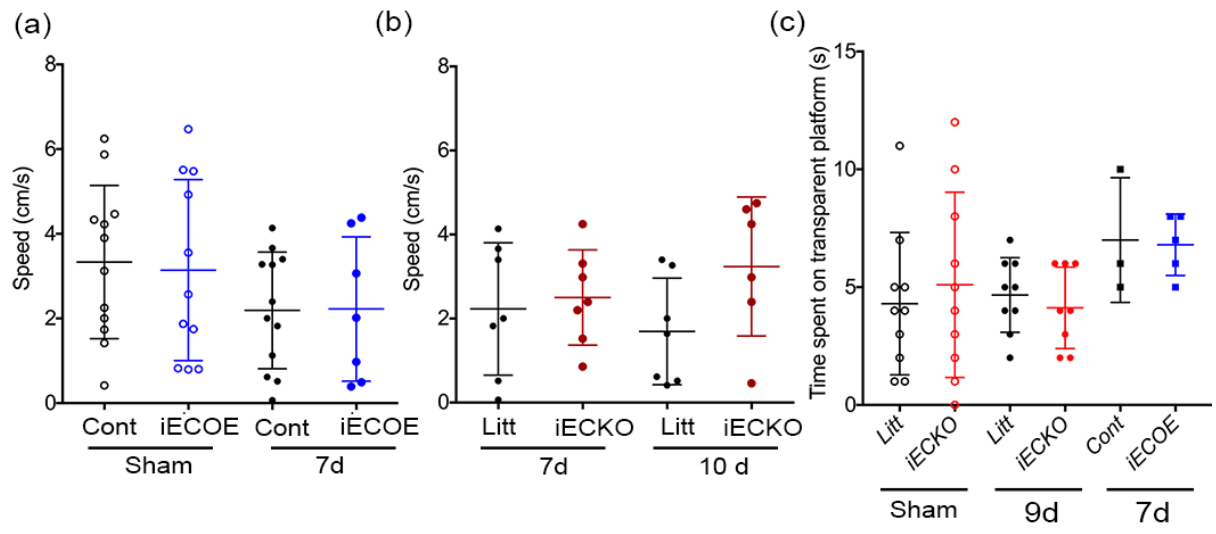 (a)
Speed (cm/s)
8
6
4
2
0
Cont iECOE Cont iECOE
Sham 7d
(b)
Speed (cm/s)
8
6
4
2
0
Litt iECKO Litt iECKO
7d 10 d
(c)
Time spent on transparent platform (s)
15
10
5
0
Litt iECKO Litt iECKO Cont iECOE
Sham 9d 7d